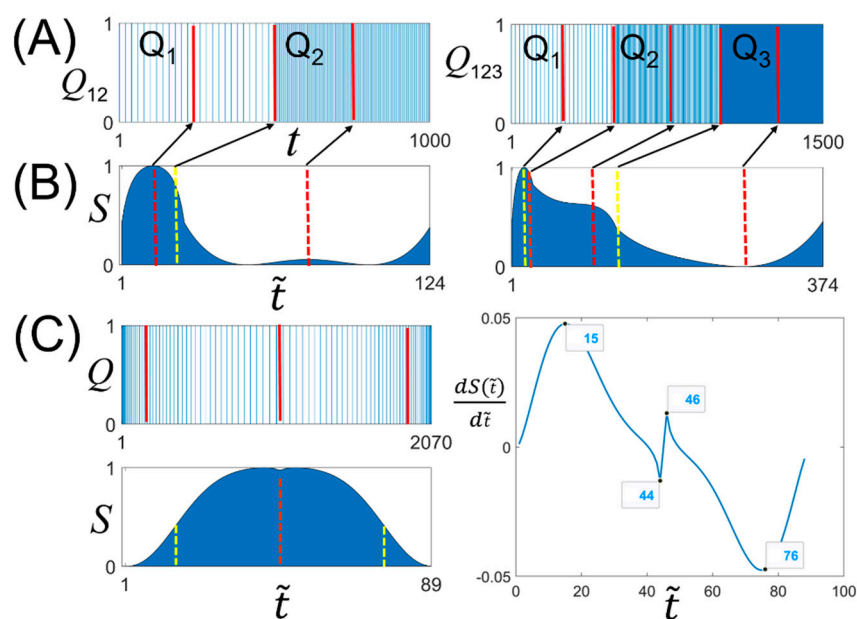 (A)
Q₁₂
1
0
Q₁
Q₂
1
t
1000
Q₁₂₃
1
0
Q₁
Q₂
Q₃
1
1500
(B)
S
1
0
1
t̃
124
1
0
1
374
(C)
Q
1
0
1
2070
S
1
0
1
t̃
89
dS(t̃)
dt̃
0.05
0
-0.05
15
46
44
76
0
20
40
60
80
100
t̃